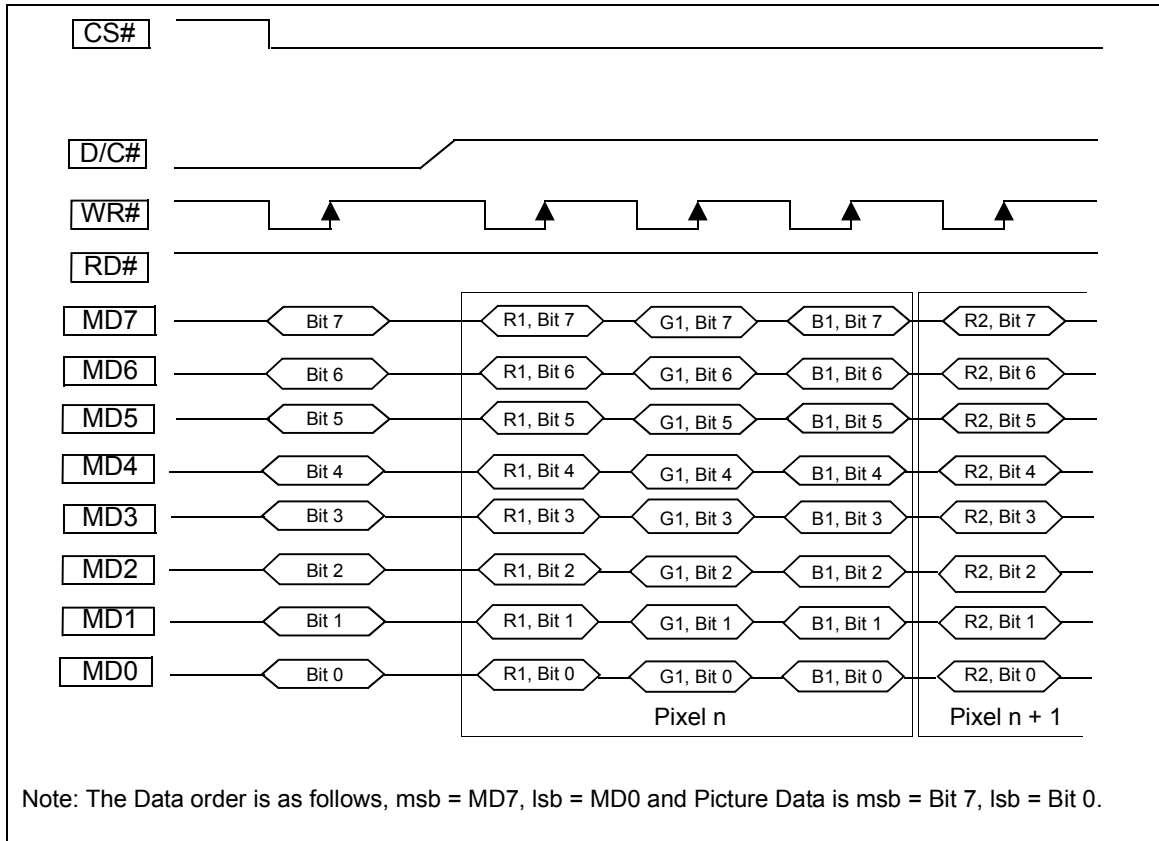 CS#
D/C#
WR#
RD#
MD7 Bit 7 R1, Bit 7 G1, Bit 7 B1, Bit 7 R2, Bit 7
MD6 Bit 6 R1, Bit 6 G1, Bit 6 B1, Bit 6 R2, Bit 6
MD5 Bit 5 R1, Bit 5 G1, Bit 5 B1, Bit 5 R2, Bit 5
MD4 Bit 4 R1, Bit 4 G1, Bit 4 B1, Bit 4 R2, Bit 4
MD3 Bit 3 R1, Bit 3 G1, Bit 3 B1, Bit 3 R2, Bit 3
MD2 Bit 2 R1, Bit 2 G1, Bit 2 B1, Bit 2 R2, Bit 2
MD1 Bit 1 R1, Bit 1 G1, Bit 1 B1, Bit 1 R2, Bit 1
MD0 Bit 0 R1, Bit 0 G1, Bit 0 B1, Bit 0 R2, Bit 0
Pixel n Pixel n + 1
Note: The Data order is as follows, msb = MD7, lsb = MD0 and Picture Data is msb = Bit 7, lsb = Bit 0.